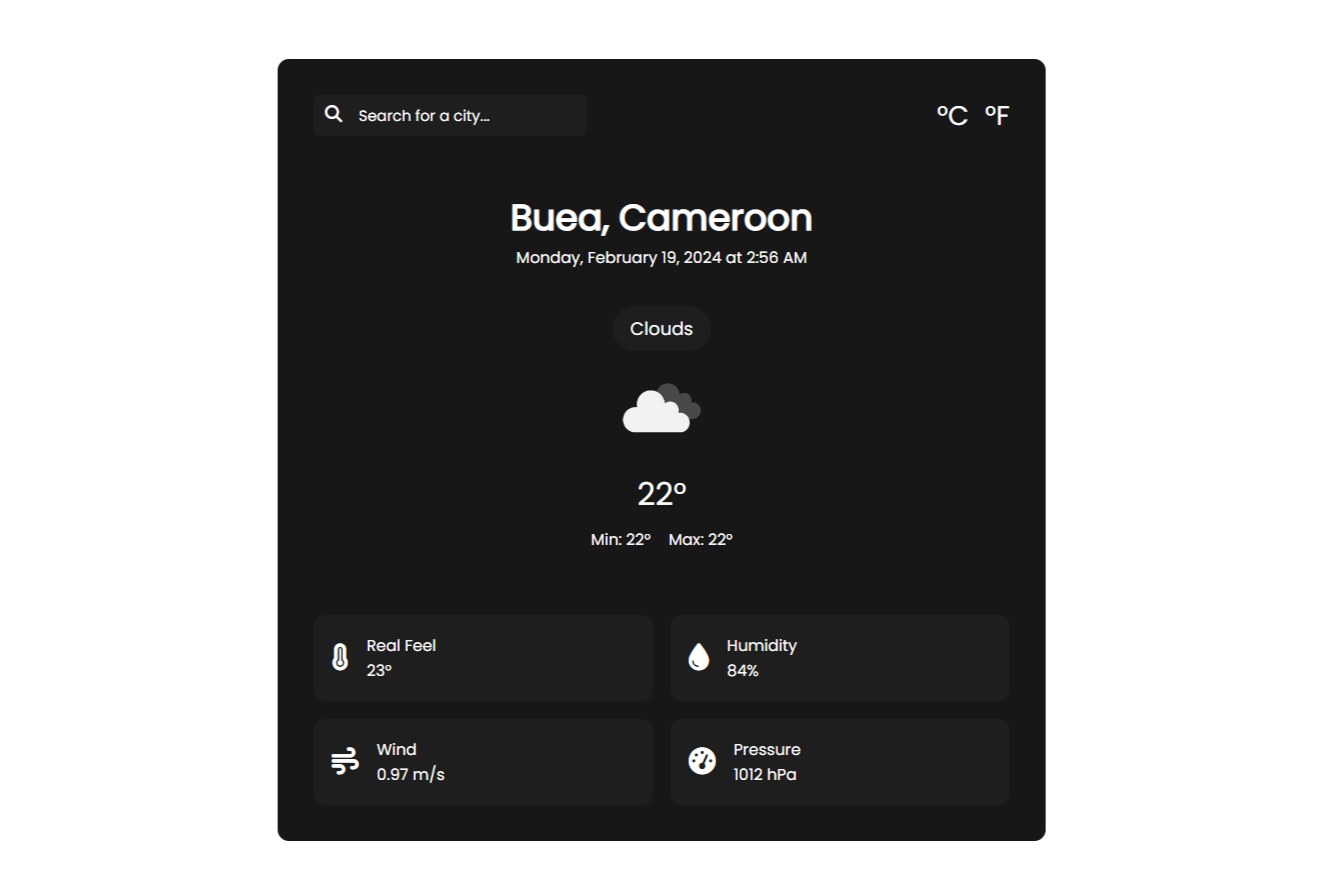 Search for a city...
°C °F
Buea, Cameroon
Monday, February 19, 2024 at 2:56 AM
Clouds
22°
Min: 22° Max: 22°
Real Feel
23°
Humidity
84%
Wind
0.97 m/s
Pressure
1012 hPa